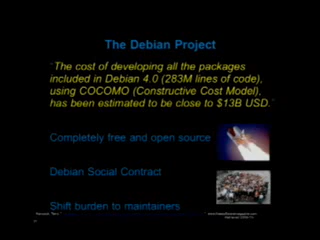 The Debian Project
"The cost of developing all the packages
included in Debian 4.0 (283M lines of code),
using COCOMO (Constructive Cost Model),
has been estimated to be close to $13B USD."
Completely free and open source
Debian Social Contract
Shift burden to maintainers